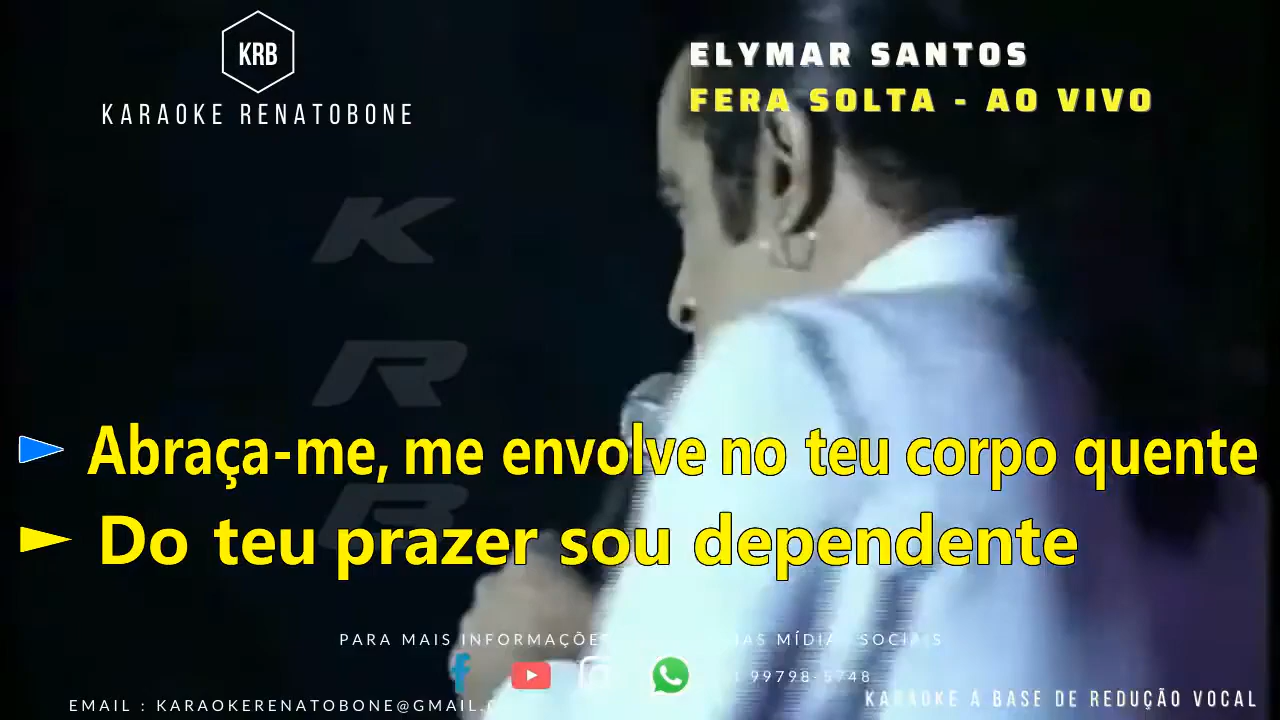 KRB
KARAOKE RENATOBONE
ELYMAR SANTOS
FERA SOLTA - AO VIVO
K
R
B
Abraça-me, me envolve no teu corpo quente
Do teu prazer sou dependente
PARA MAIS INFORMAÇÕES MÍDIAS SOCIAIS
99798-5748
KARAOKE A BASE DE REDUÇÃO VOCAL
EMAIL : KARAOKERENATOBONE@GMAIL.C